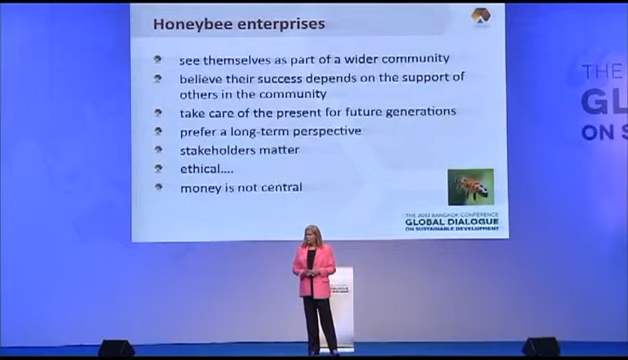 Honeybee enterprises
see themselves as part of a wider community
believe their success depends on the support of
others in the community
take care of the present for future generations
prefer a long-term perspective
stakeholders matter
ethical....
money is not central
BANGKOK CONFERENCE
GLOBAL DIALOGUE
ON SUSTAINABLE DEVELOPMENT
THE
GL
ON S